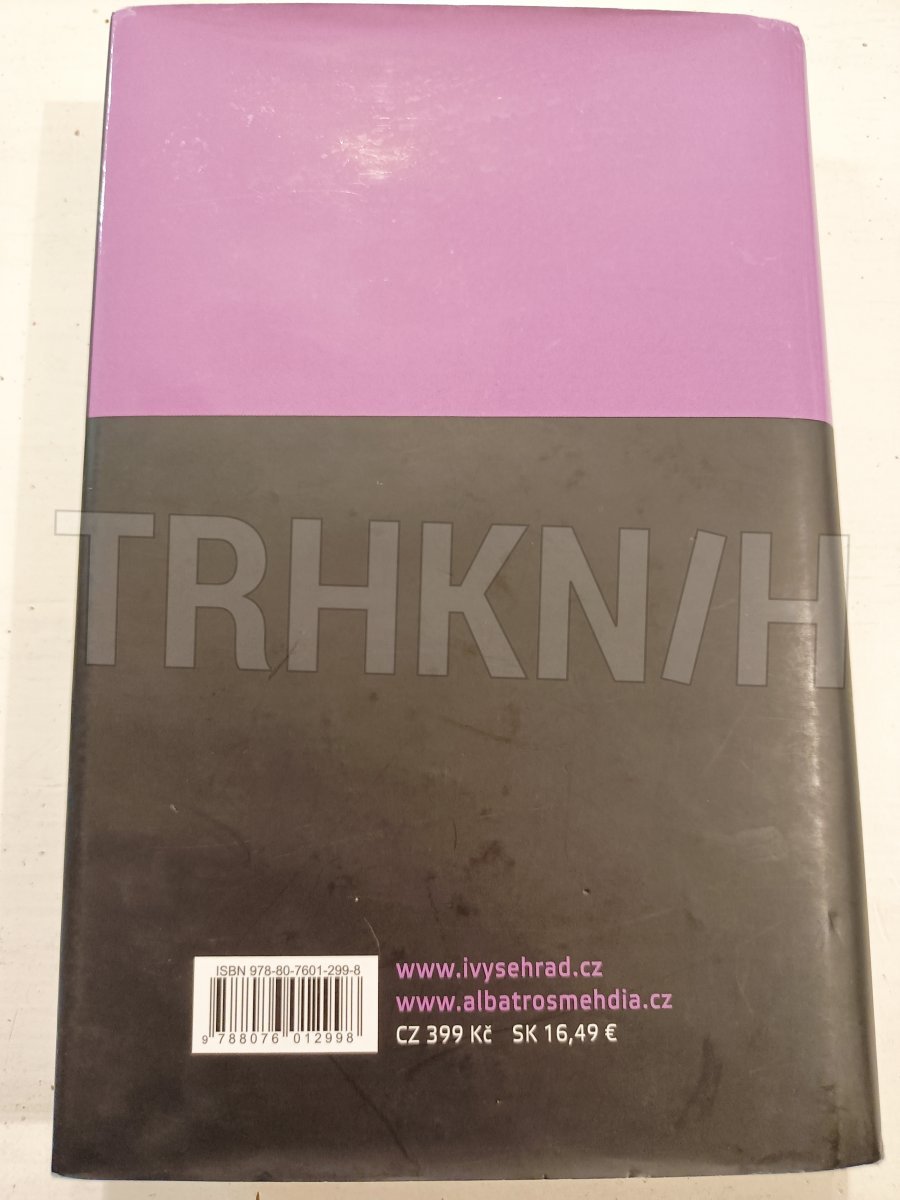 TRHKN/H
ISBN 978-80-7601-299-8
9 788076 012998
www.ivysehrad.cz
www.albatrosmehdia.cz
CZ 399 Kč SK 16,49 €